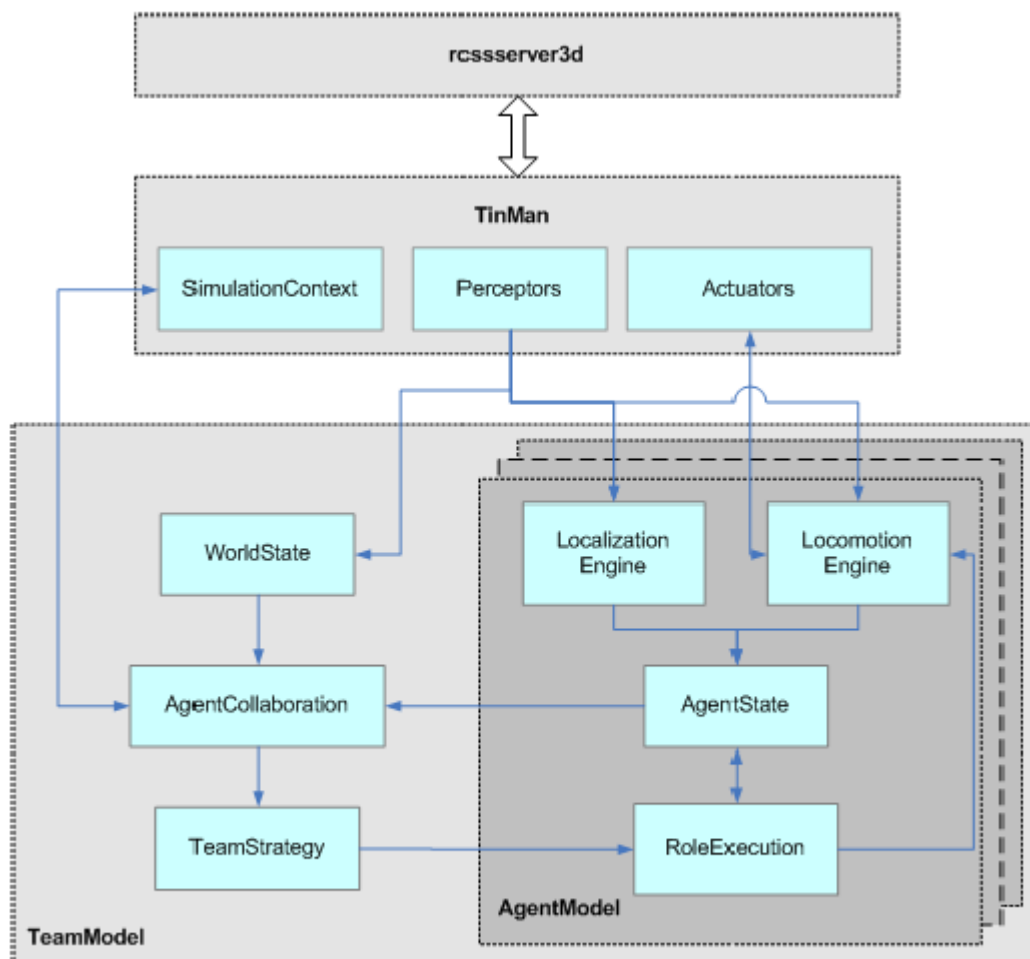 rcssserver3d
TinMan
SimulationContext
Perceptors
Actuators
WorldState
Localization
Engine
Locomotion
Engine
AgentCollaboration
AgentState
TeamStrategy
RoleExecution
AgentModel
TeamModel